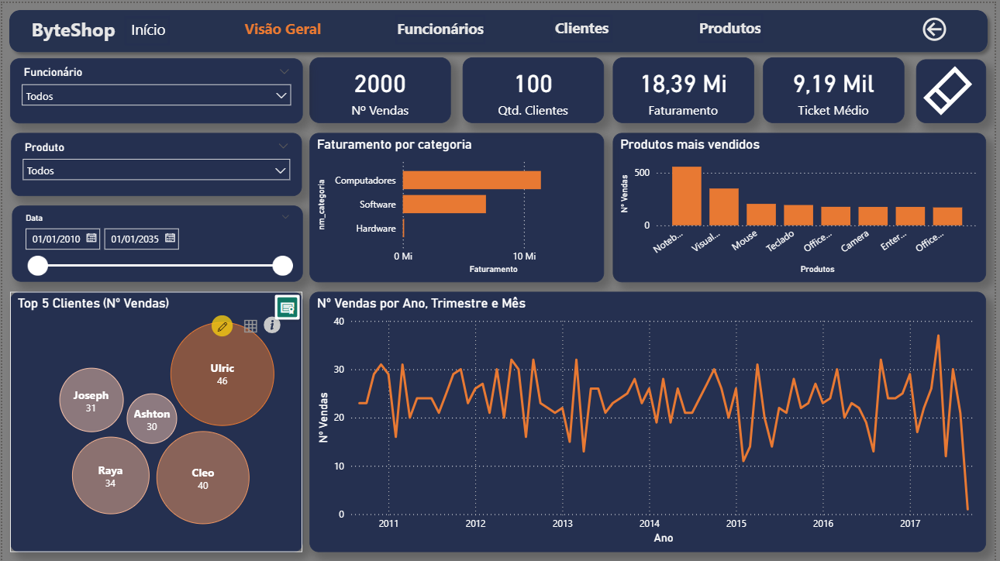 ByteShop Início Visão Geral Funcionários Clientes Produtos
Funcionário
Todos
2000
Nº Vendas
100
Qtd. Clientes
18,39 Mi
Faturamento
9,19 Mil
Ticket Médio
Produto
Todos
Data
01/01/2010 01/01/2035
Faturamento por categoria
nm_categoria
Computadores
Software
Hardware
0 Mi 10 Mi
Faturamento
Produtos mais vendidos
Nº Vendas
500
0
Noteb... Visual... Mouse Teclado Office... Camera Enter... Office...
Produtos
Top 5 Clientes (Nº Vendas)
Ulric
46
Joseph
31
Ashton
30
Raya
34
Cleo
40
Nº Vendas por Ano, Trimestre e Mês
Nº Vendas
40
30
20
10
0
2011 2012 2013 2014 2015 2016 2017
Ano